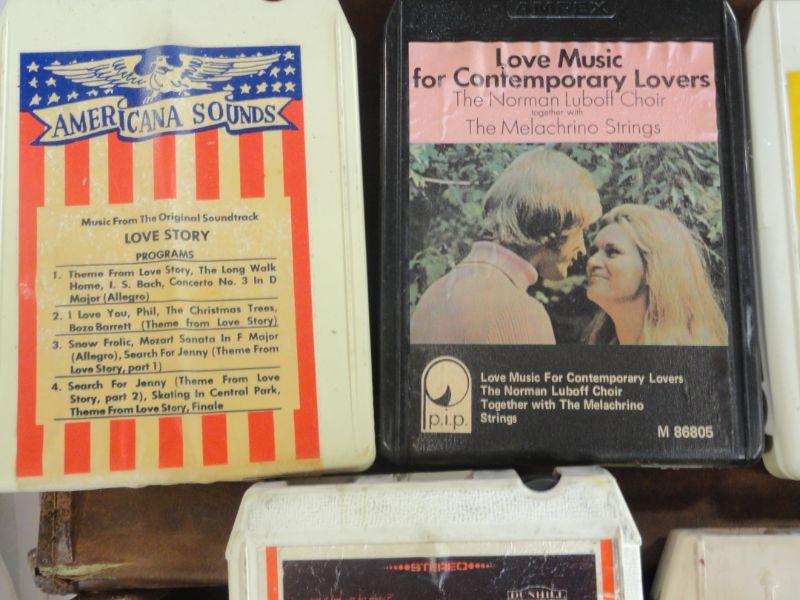 AMERICANA SOUNDS
Music From The Original Soundtrack
LOVE STORY
PROGRAMS
1. Theme From Love Story, The Long Walk
Home, I. S. Bach, Concerto No. 3 In D
Major (Allegro)
2. I Love You, Phil, The Christmas Trees,
Bozo Barrett (Theme from Love Story)
3. Snow Frolic, Mozart Sonata In F Major
(Allegro), Search For Jenny (Theme From
Love Story, part 1)
4. Search For Jenny (Theme From Love
Story, part 2), Skating In Central Park,
Theme From Love Story, Finale
AMPEX
Love Music
for Contemporary Lovers
The Norman Luboff Choir
together with
The Melachrino Strings
p.i.p.
Love Music For Contemporary Lovers
The Norman Luboff Choir
Together with The Melachrino
Strings
M 86805
STEREO
DUNHILL